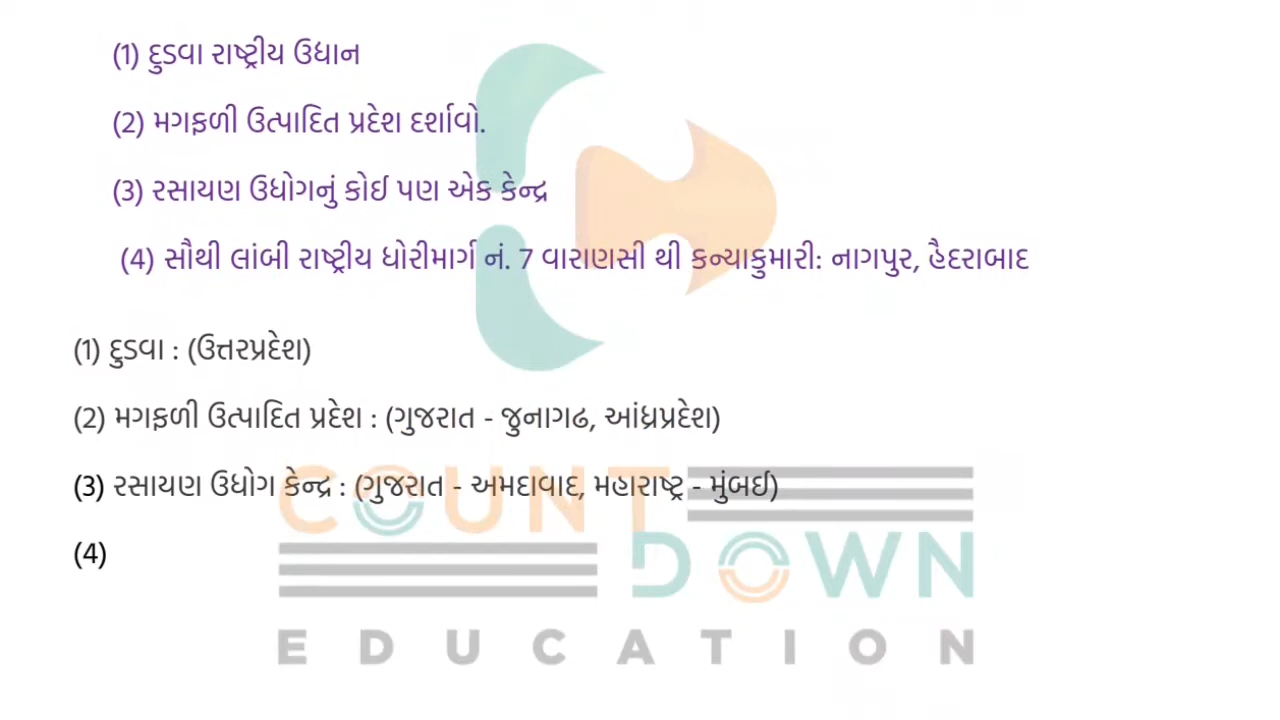 (1) દુડવા રાષ્ટ્રીય ઉદ્યાન
(2) મગફળી ઉત્પાદિત પ્રદેશ દર્શાવો.
(3) રસાયણ ઉધોગનું કોઈ પણ એક કેન્દ્ર
(4) સૌથી લાંબી રાષ્ટ્રીય ધોરીમાર્ગ નં. 7 વારાણસી થી કન્યાકુમારી: નાગપુર, હૈદરાબાદ
(1) દુડવા : (ઉત્તરપ્રદેશ)
(2) મગફળી ઉત્પાદિત પ્રદેશ : (ગુજરાત - જુનાગઢ, આંધ્રપ્રદેશ)
(3) રસાયણ ઉધોગ કેન્દ્ર : (ગુજરાત - અમદાવાદ, મહારાષ્ટ્ર - મુંબઈ)
(4)
COUNT
DOWN
EDUCATION